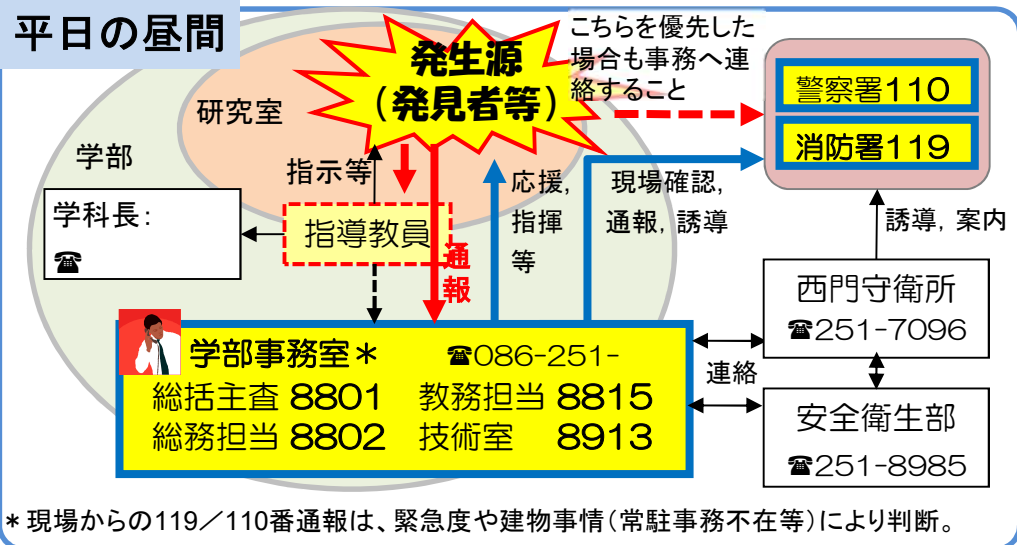 平日の昼間
発生源
(発見者等)
こちらを優先した
場合も事務へ連
絡すること
警察署110
消防署119
研究室
学部
指示等
応援,
指揮
等
現場確認,
通報, 誘導
学科長:
☎
指導教員
通
報
誘導, 案内
西門守衛所
☎251-7096
学部事務室* ☎086-251-
総括主査 8801 教務担当 8815
総務担当 8802 技術室 8913
連絡
安全衛生部
☎251-8985
* 現場からの119/110番通報は、緊急度や建物事情(常駐事務不在等)により判断。